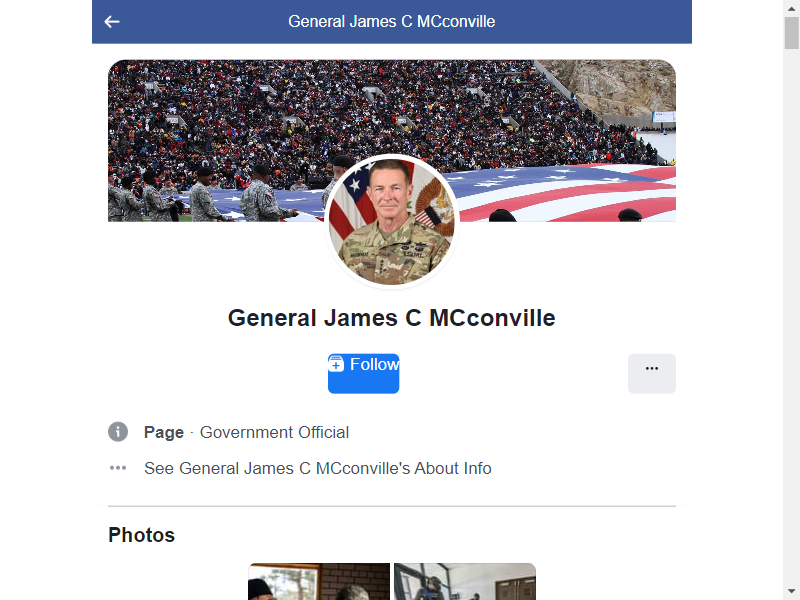 General James C MCconville
General James C MCconville
Follow
...
Page · Government Official
See General James C MCconville's About Info
Photos